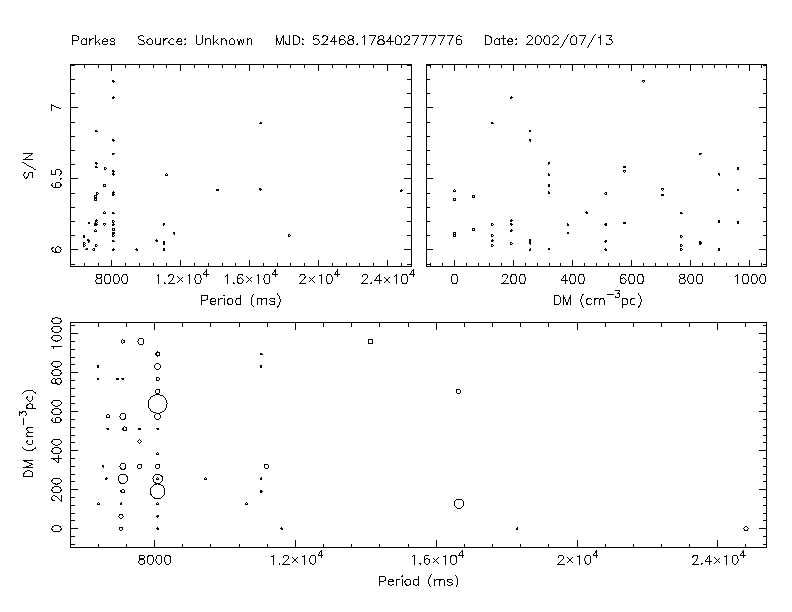 Parkes Source: Unknown MJD: 52468.178402777776 Date: 2002/07/13
S/N
7
6.5
6
8000 1.2×10⁴ 1.6×10⁴ 2×10⁴ 2.4×10⁴
Period (ms)
0 200 400 600 800 1000
DM (cm⁻³pc)
DM (cm⁻³pc)
1000
800
600
400
200
0
8000 1.2×10⁴ 1.6×10⁴ 2×10⁴ 2.4×10⁴
Period (ms)